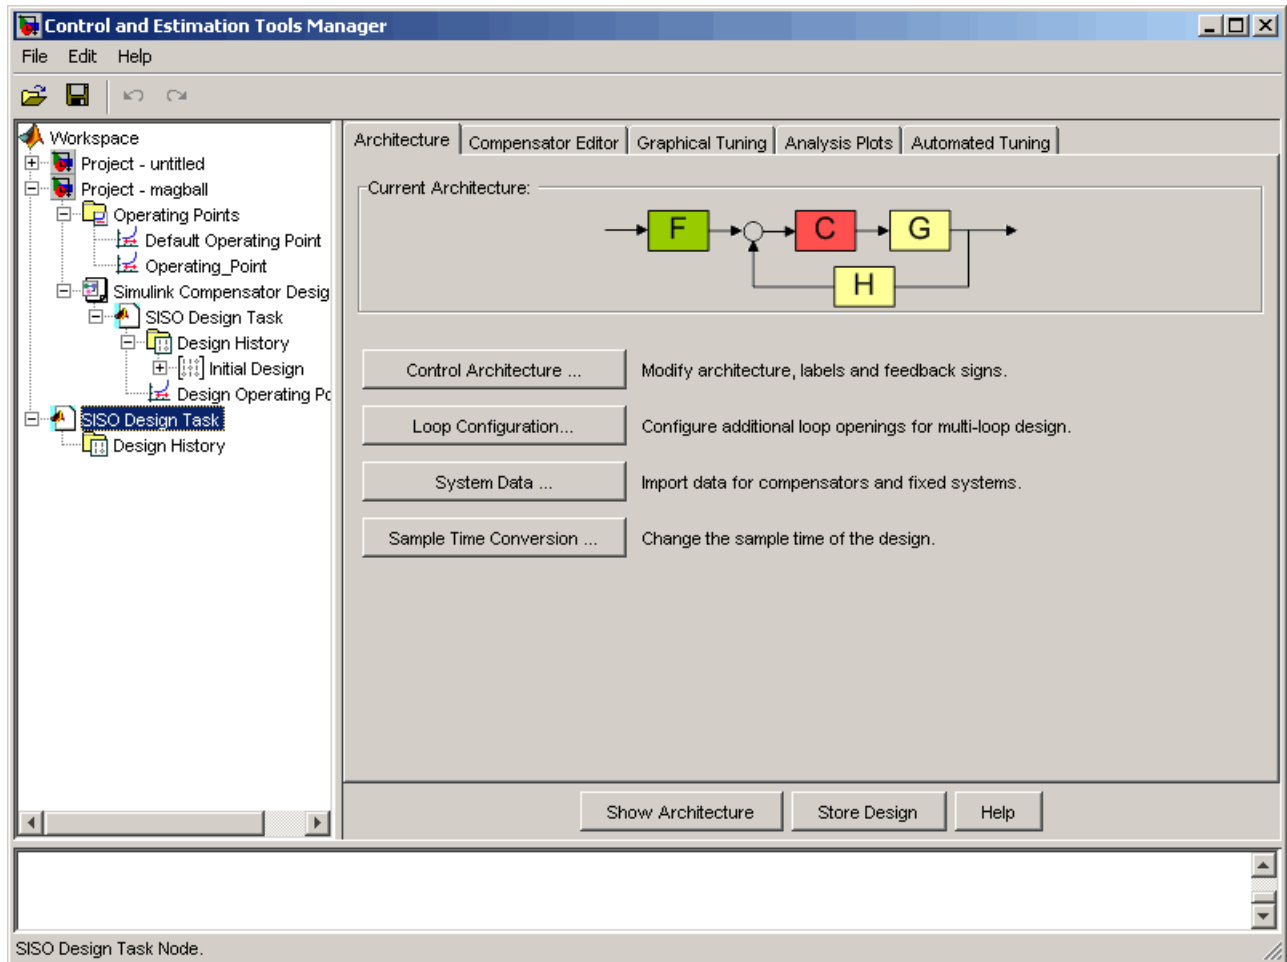 Control and Estimation Tools Manager
File Edit Help
Workspace
Project - untitled
Project - magball
Operating Points
Default Operating Point
Operating_Point
Simulink Compensator Desig
SISO Design Task
Design History
Initial Design
Design Operating Po
SISO Design Task
Design History
Architecture Compensator Editor Graphical Tuning Analysis Plots Automated Tuning
Current Architecture:
F C G
H
Control Architecture ... Modify architecture, labels and feedback signs.
Loop Configuration... Configure additional loop openings for multi-loop design.
System Data ... Import data for compensators and fixed systems.
Sample Time Conversion ... Change the sample time of the design.
Show Architecture Store Design Help
SISO Design Task Node.